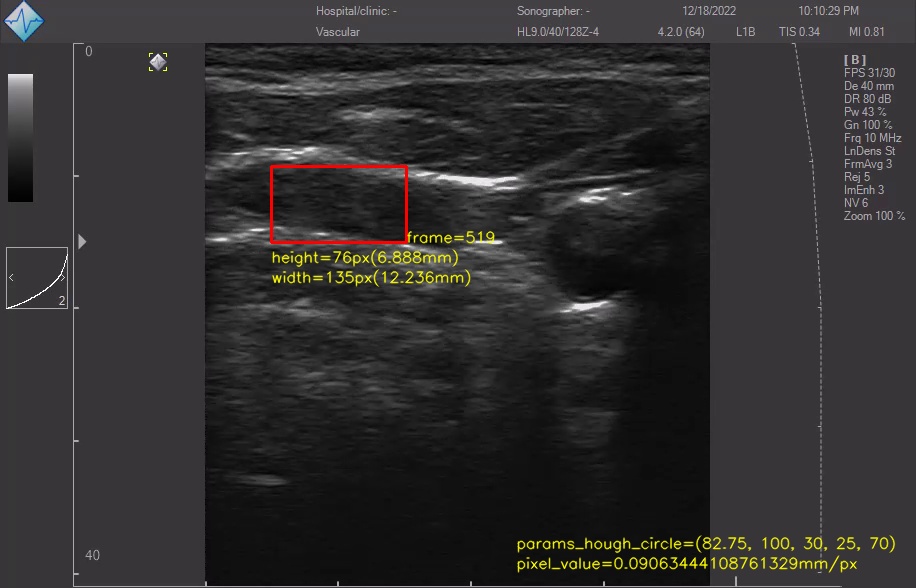 Hospital/clinic: - Sonographer: - 12/18/2022 10:10:29 PM
Vascular HL9.0/40/128Z-4 4.2.0 (64) L1B TIS 0.34 MI 0.81
0
[ B ]
FPS 31/30
De 40 mm
DR 80 dB
Pw 43 %
Gn 100 %
Frq 10 MHz
LnDens St
FrmAvg 3
Rej 5
ImEnh 3
NV 6
Zoom 100 %
frame=519
height=76px(6.888mm)
width=135px(12.236mm)
2
40
params_hough_circle=(82.75, 100, 30, 25, 70)
pixel_value=0.09063444108761329mm/px